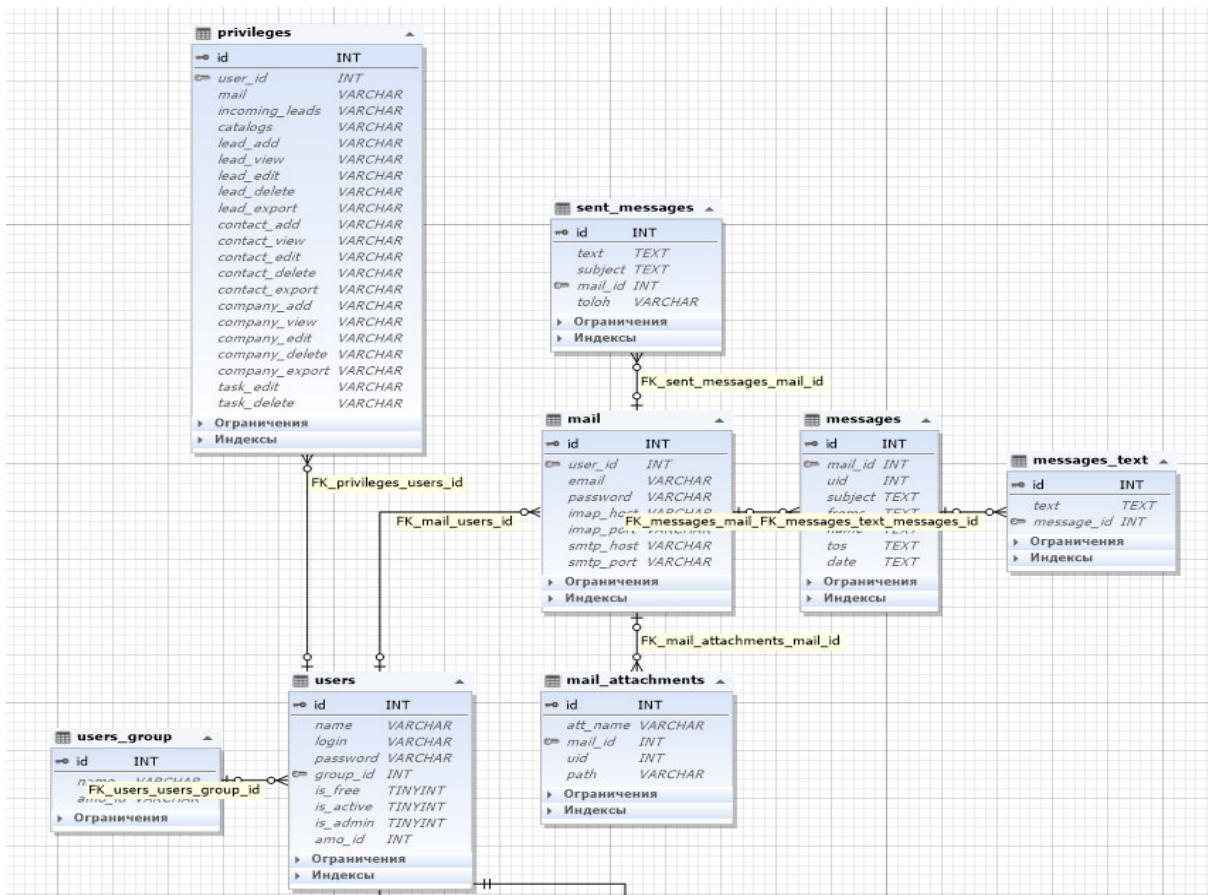 privileges
id INT
user_id INT
mail VARCHAR
incoming_leads VARCHAR
catalogs VARCHAR
lead_add VARCHAR
lead_view VARCHAR
lead_edit VARCHAR
lead_delete VARCHAR
lead_export VARCHAR
contact_add VARCHAR
contact_view VARCHAR
contact_edit VARCHAR
contact_delete VARCHAR
contact_export VARCHAR
company_add VARCHAR
company_view VARCHAR
company_edit VARCHAR
company_delete VARCHAR
company_export VARCHAR
task_edit VARCHAR
task_delete VARCHAR
Ограничения
Индексы
FK_privileges_users_id
sent_messages
id INT
text TEXT
subject TEXT
mail_id INT
toloh VARCHAR
Ограничения
Индексы
FK_sent_messages_mail_id
mail
id INT
user_id INT
email VARCHAR
password VARCHAR
imap_host VARCHAR
imap_port
smtp_host VARCHAR
smtp_port VARCHAR
Ограничения
Индексы
FK_mail_users_id
FK_messages_mail_FK_messages_text_messages_id
messages
id INT
mail_id INT
uid INT
subject TEXT
TEXT
tos TEXT
date TEXT
Ограничения
Индексы
messages_text
id INT
text TEXT
message_id INT
Ограничения
Индексы
FK_mail_attachments_mail_id
users_group
id INT
VARCHAR
FK_users_users_group_id
VARCHAR
Ограничения
users
id INT
name VARCHAR
login VARCHAR
password VARCHAR
group_id INT
is_free TINYINT
is_active TINYINT
is_admin TINYINT
amo_id INT
Ограничения
Индексы
mail_attachments
id INT
att_name VARCHAR
mail_id INT
uid INT
path VARCHAR
Ограничения
Индексы